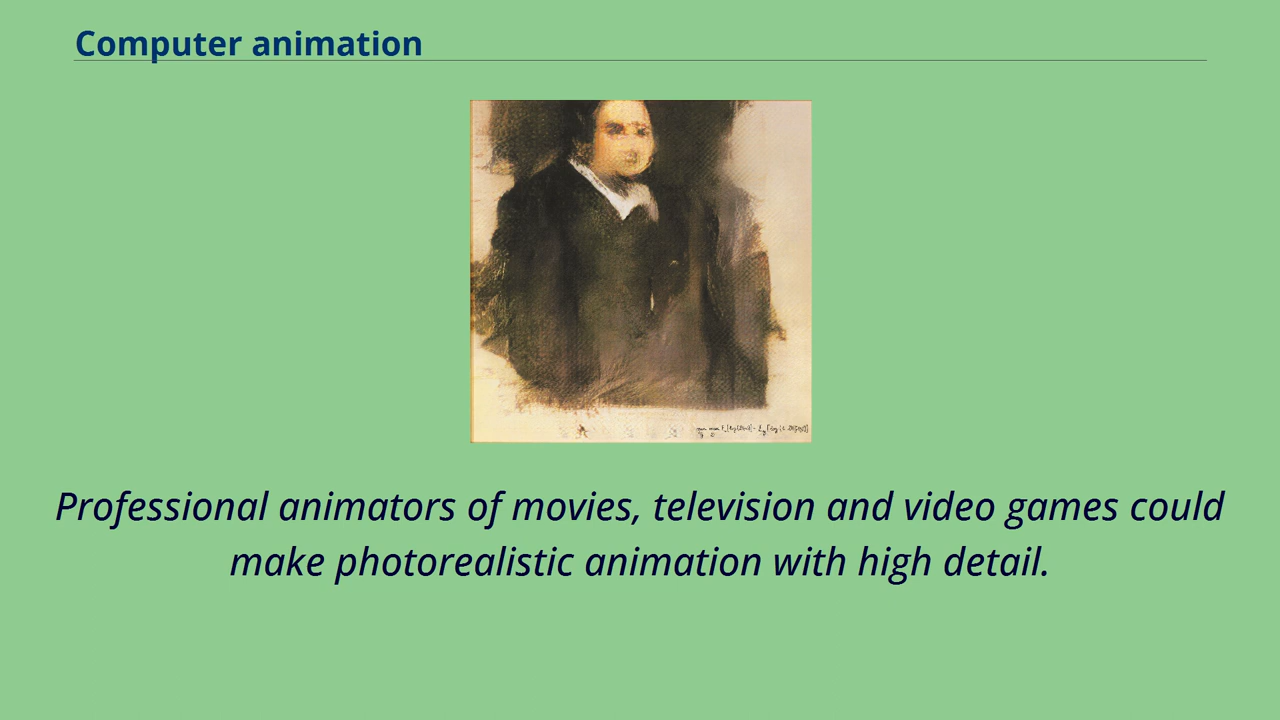 Computer animation
Professional animators of movies, television and video games could
make photorealistic animation with high detail.